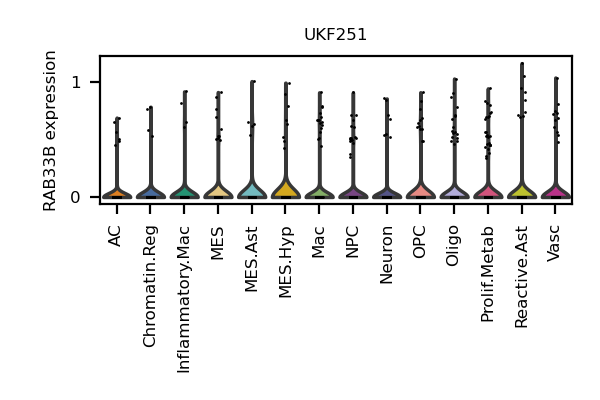 UKF251
RAB33B expression
1
0
AC
Chromatin.Reg
Inflammatory.Mac
MES
MES.Ast
MES.Hyp
Mac
NPC
Neuron
OPC
Oligo
Prolif.Metab
Reactive.Ast
Vasc